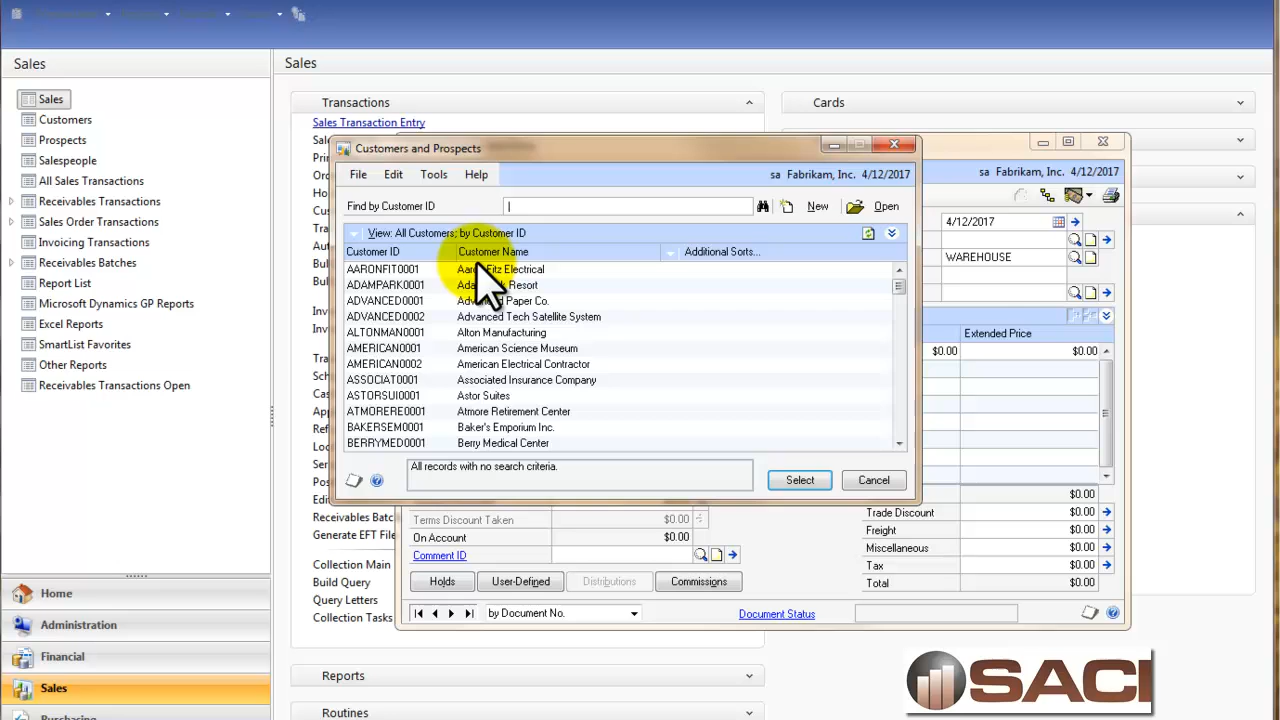 Sales
Sales
Customers
Prospects
Salespeople
All Sales Transactions
Receivables Transactions
Sales Order Transactions
Invoicing Transactions
Receivables Batches
Report List
Microsoft Dynamics GP Reports
Excel Reports
SmartList Favorites
Other Reports
Receivables Transactions Open
Home
Administration
Financial
Sales
Purchasing
Sales
Transactions
Sales Transaction Entry
Cards
Customers and Prospects
File Edit Tools Help
sa Fabrikam, Inc. 4/12/2017
Find by Customer ID
New
Open
View: All Customers; by Customer ID
Customer ID Customer Name Additional Sorts...
AARONFIT0001 Fitz Electrical
ADAMPARK0001 Resort
ADVANCED0001 Paper Co.
ADVANCED0002 Advanced Tech Satellite System
ALTONMAN0001 Alton Manufacturing
AMERICAN0001 American Science Museum
AMERICAN0002 American Electrical Contractor
ASSOCIAT0001 Associated Insurance Company
ASTORSUI0001 Astor Suites
ATMORERE0001 Atmore Retirement Center
BAKERSEM0001 Baker's Emporium Inc.
BERRYMED0001 Berry Medical Center
All records with no search criteria.
Select
Cancel
sa Fabrikam, Inc. 4/12/2017
4/12/2017
WAREHOUSE
Extended Price
$0.00 $0.00
$0.00
Terms Discount Taken $0.00
Trade Discount $0.00
On Account $0.00
Freight $0.00
Comment ID
Miscellaneous $0.00
Tax $0.00
Total $0.00
Holds User-Defined Distributions Commissions
by Document No.
Document Status
Receivables Batc
Generate EFT File
Collection Main
Build Query
Query Letters
Collection Tasks
Reports
Routines
SACI